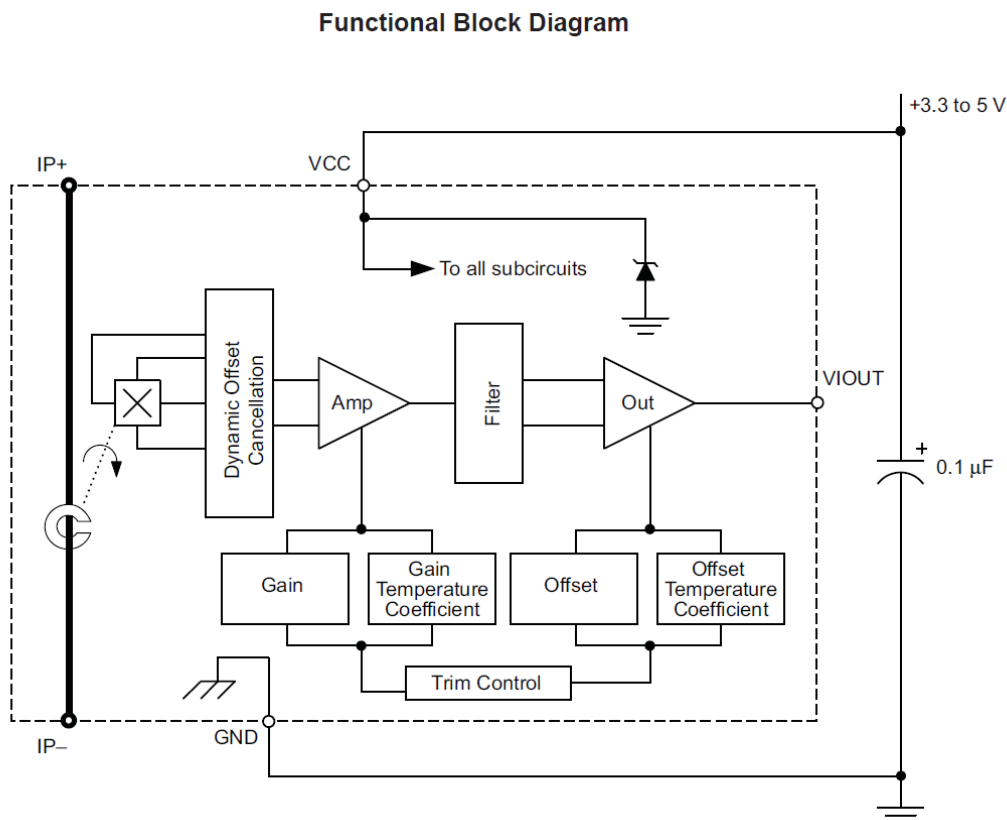 Functional Block Diagram
+3.3 to 5 V
IP+
VCC
To all subcircuits
Dynamic Offset
Cancellation
Amp
Filter
Out
VIOUT
+
0.1 µF
Gain
Gain
Temperature
Coefficient
Offset
Offset
Temperature
Coefficient
Trim Control
GND
IP–